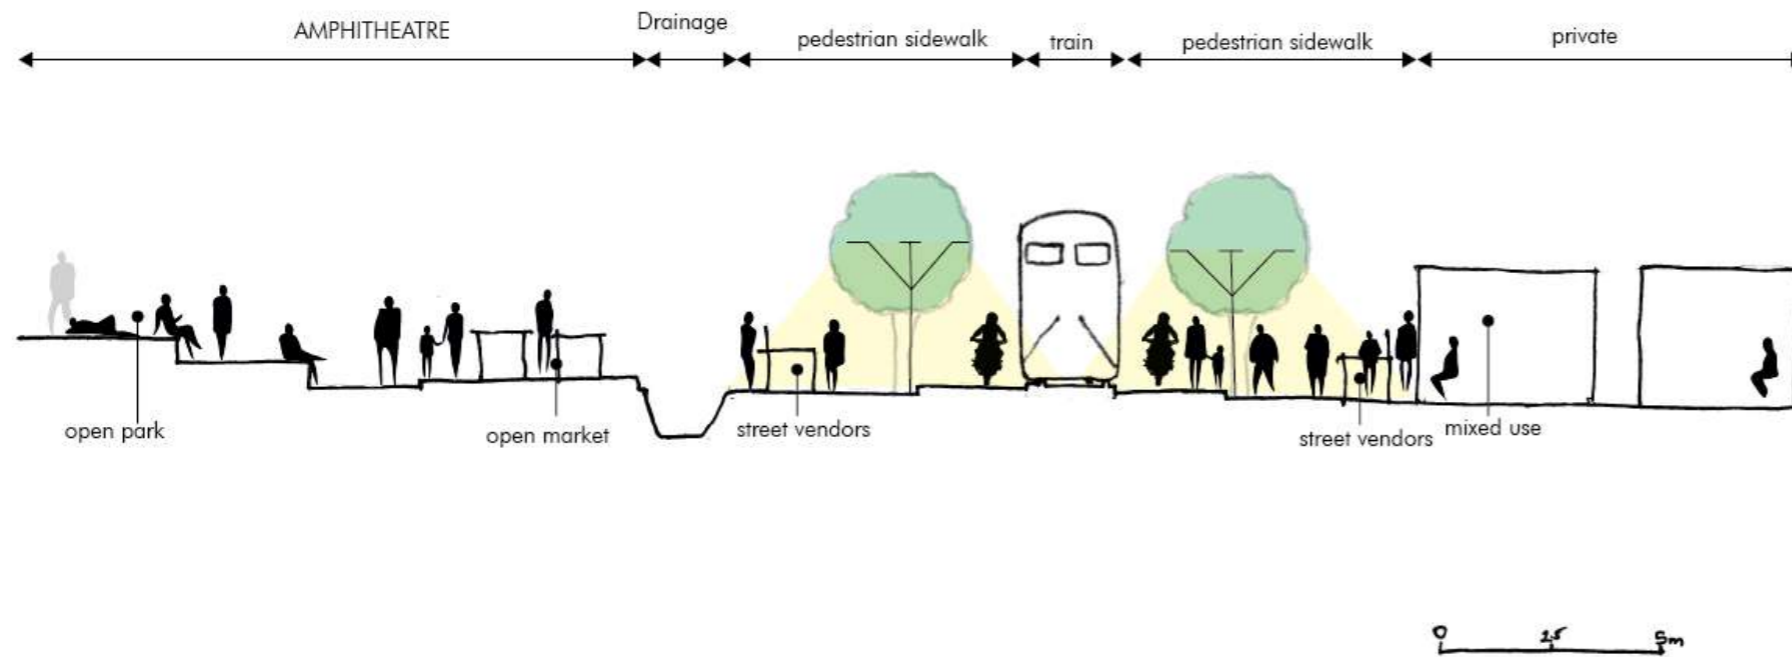 AMPHITHEATRE
Drainage
pedestrian sidewalk
train
pedestrian sidewalk
private
open park
open market
street vendors
street vendors
mixed use
0 2.5 5m